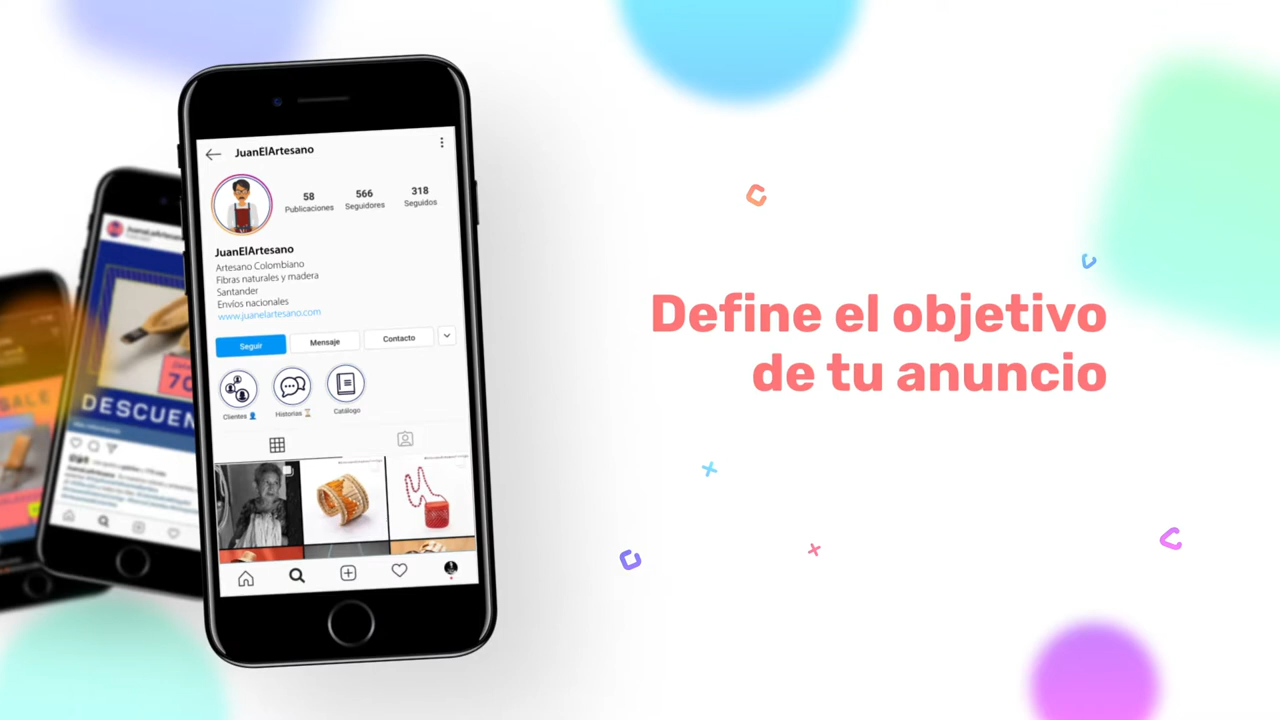 JuanElArtesano
58
Publicaciones
566
Seguidores
318
Seguidos
JuanElArtesano
Artesano Colombiano
Fibras naturales y madera
Santander
Envíos nacionales
www.juanelartesano.com
Seguir
Mensaje
Contacto
Clientes
Historias
Catálogo
Define el objetivo
de tu anuncio
SALE
70
DESCUEN